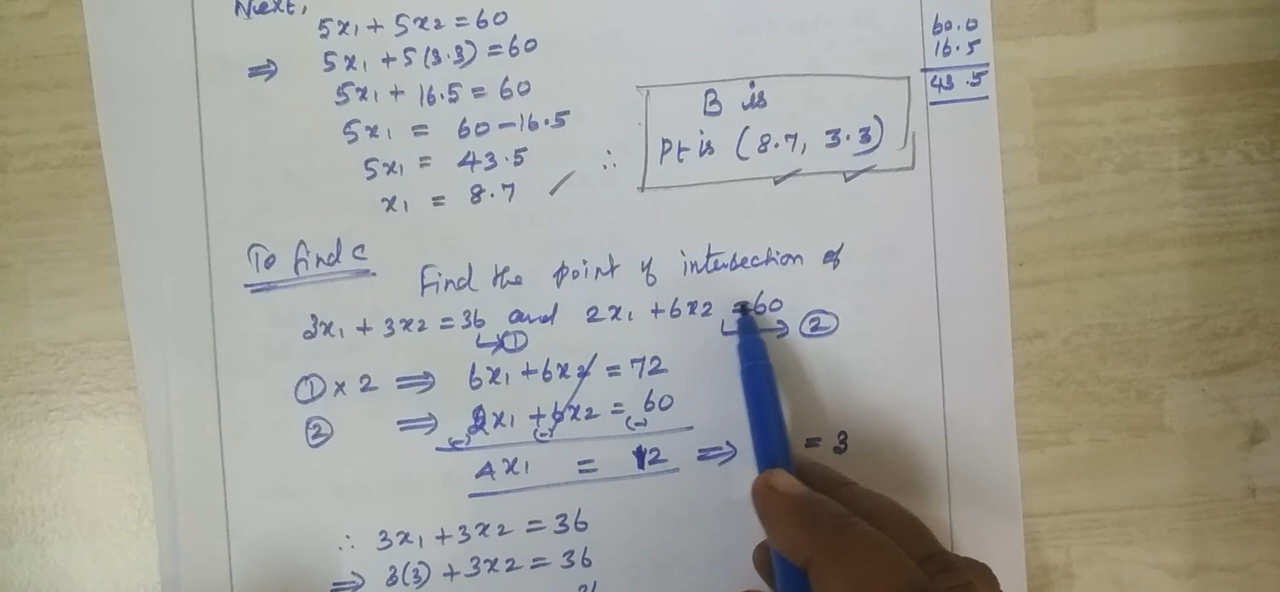 Next,
5x1 + 5x2 = 60
⇒ 5x1 + 5(3.3) = 60
5x1 + 16.5 = 60
5x1 = 60 - 16.5
5x1 = 43.5
x1 = 8.7
60.0
16.5
43.5
∴ B is
Pt is (8.7, 3.3)
To find C
Find the point of intersection of
3x1 + 3x2 = 36 and 2x1 + 6x2 = 60
↳ ① ↳ ②
① x 2 ⇒ 6x1 + 6x2 = 72
② ⇒ 2x1 + 6x2 = 60
(-) (-) (-)
4x1 = 12 ⇒ = 3
∴ 3x1 + 3x2 = 36
⇒ 3(3) + 3x2 = 36